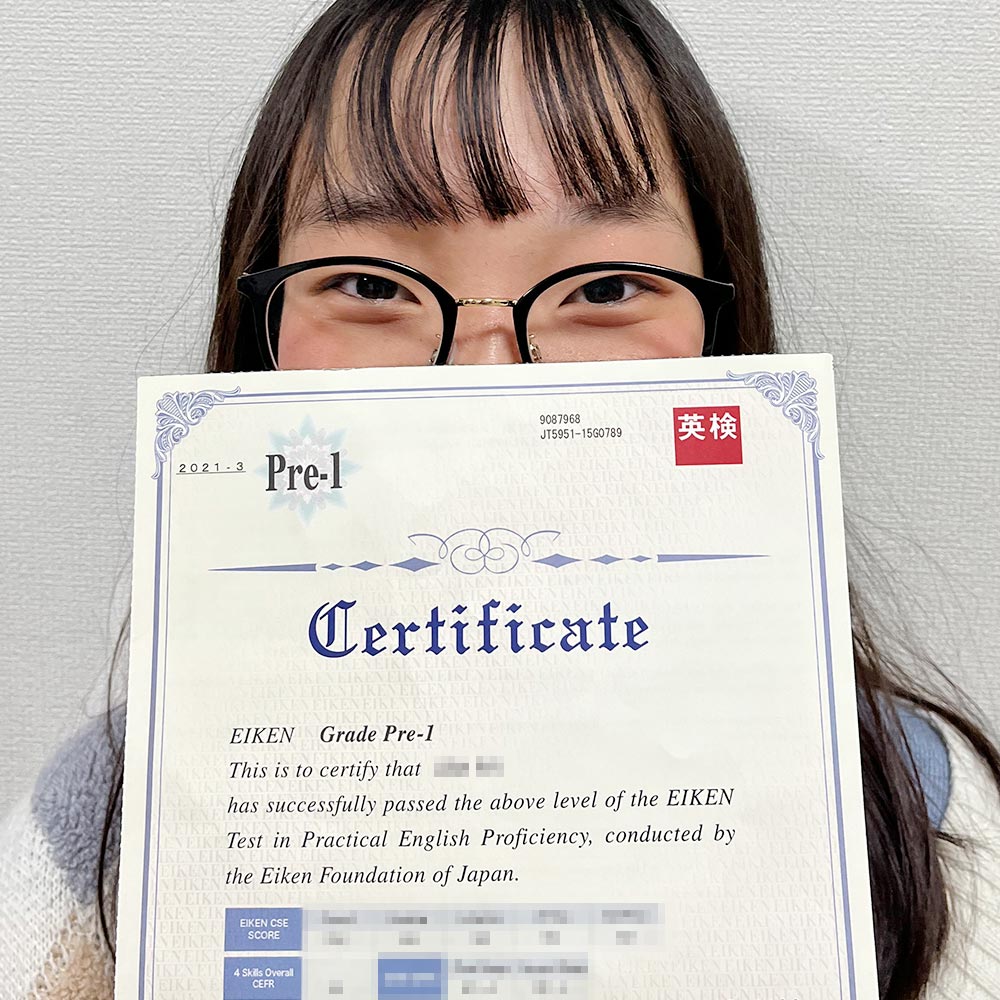 9087968
JT5951-15G0789
英検
2021-3
Pre-1
Certificate
EIKEN Grade Pre-1
This is to certify that
has successfully passed the above level of the EIKEN
Test in Practical English Proficiency, conducted by
the Eiken Foundation of Japan.
EIKEN CSE
SCORE
4 Skills Overall
CEFR